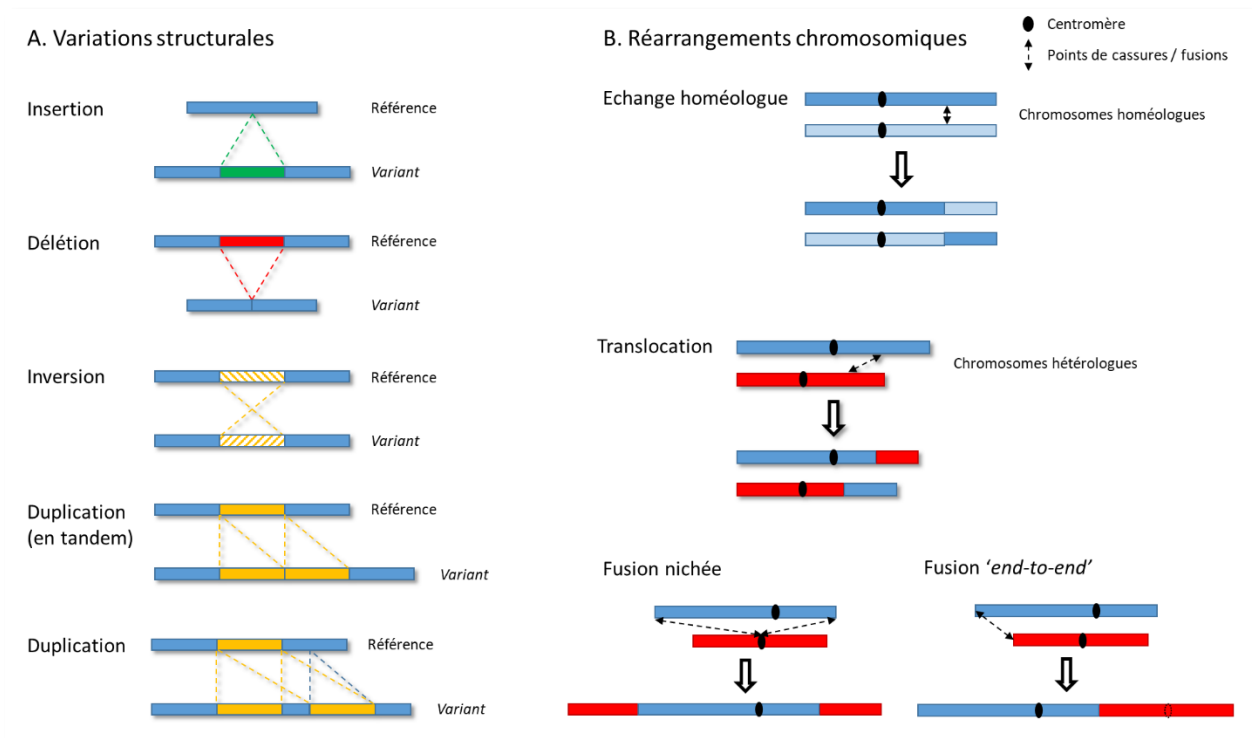 A. Variations structurales
Insertion
Référence
Variant
Délétion
Référence
Variant
Inversion
Référence
Variant
Duplication
(en tandem)
Référence
Variant
Duplication
Référence
Variant
B. Réarrangements chromosomiques
Centromère
Points de cassures / fusions
Echange homéologue
Chromosomes homéologues
Translocation
Chromosomes hétérologues
Fusion nichée
Fusion ‘end-to-end’